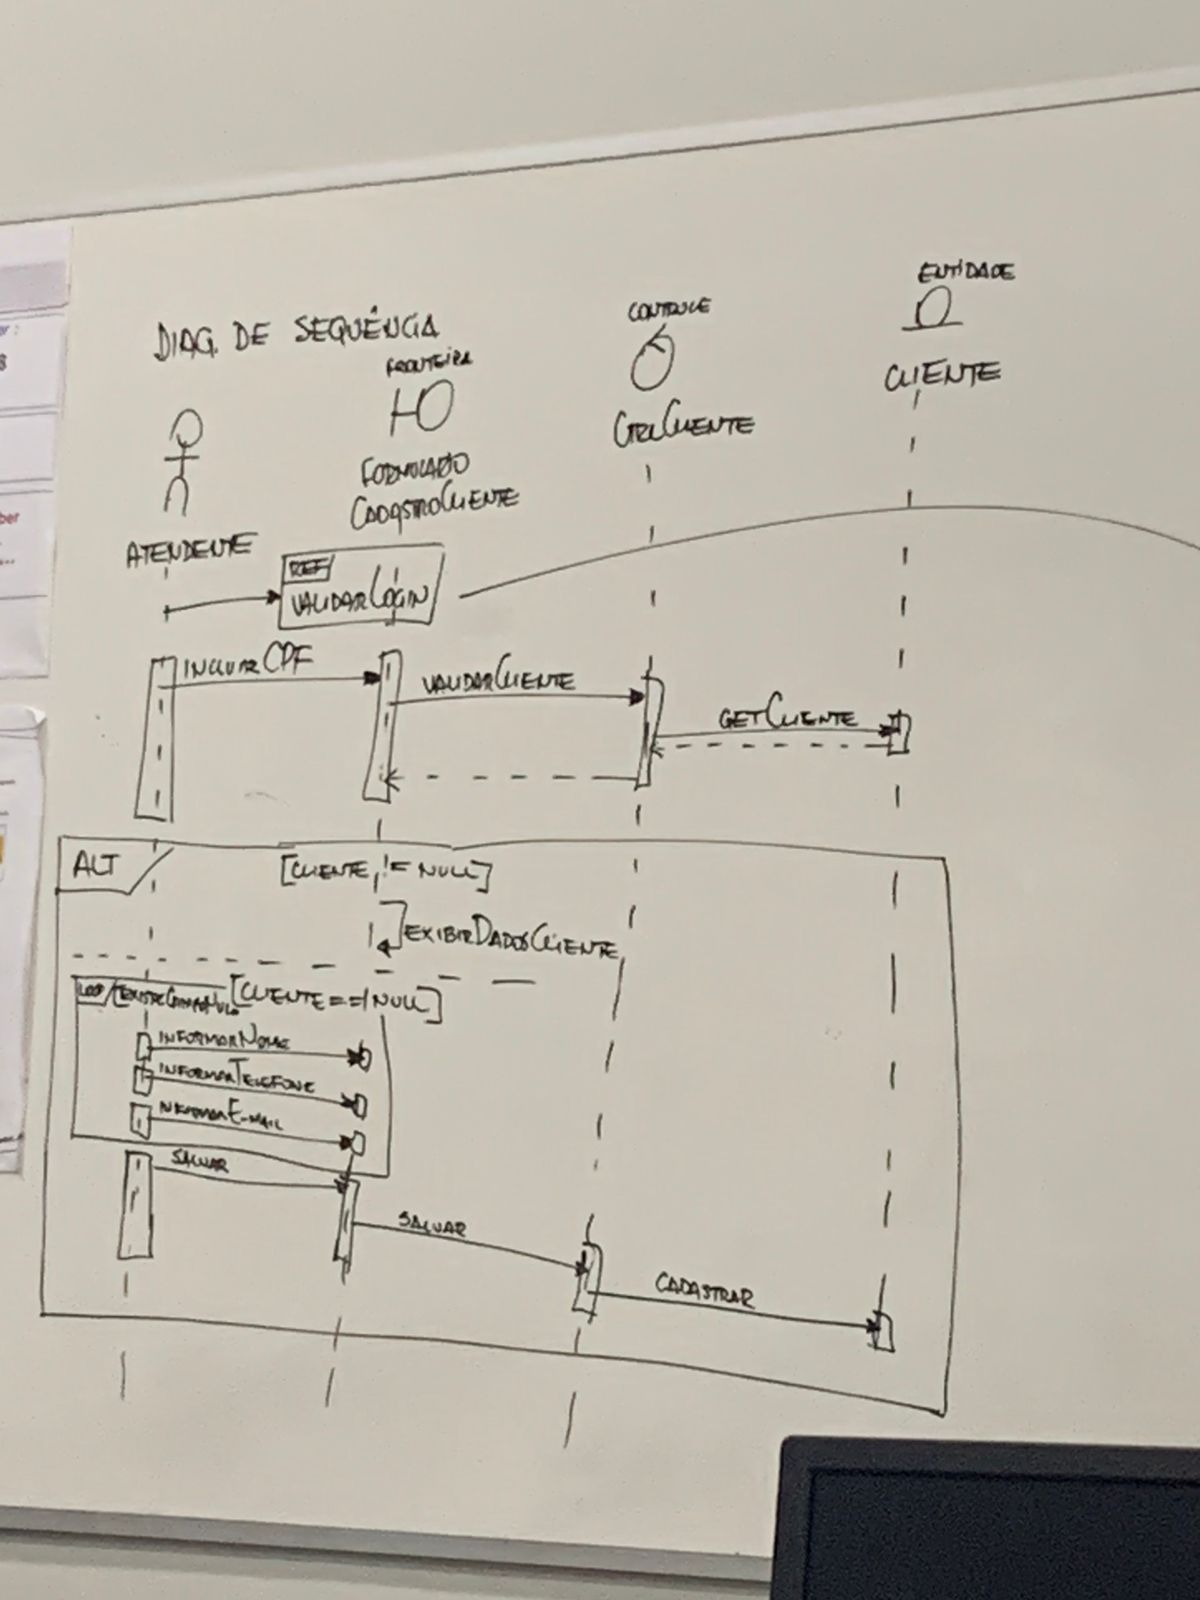 ENTIDADE
CONTROLE
DIAG. DE SEQUÊNCIA
FRONTEIRA
CLIENTE
CTRLCLIENTE
FORMULARIO
CADASTROCLIENTE
ATENDENTE
REF
VALIDARLOGIN
INCLUIRCPF
VALIDARCLIENTE
GETCLIENTE
ALT
[CLIENTE != NULL]
EXIBIRDADOSCLIENTE
LOOP
[CLIENTE == NULL]
INFORMARNOME
INFORMARTELEFONE
INFORMARE-MAIL
SALVAR
SALVAR
CADASTRAR